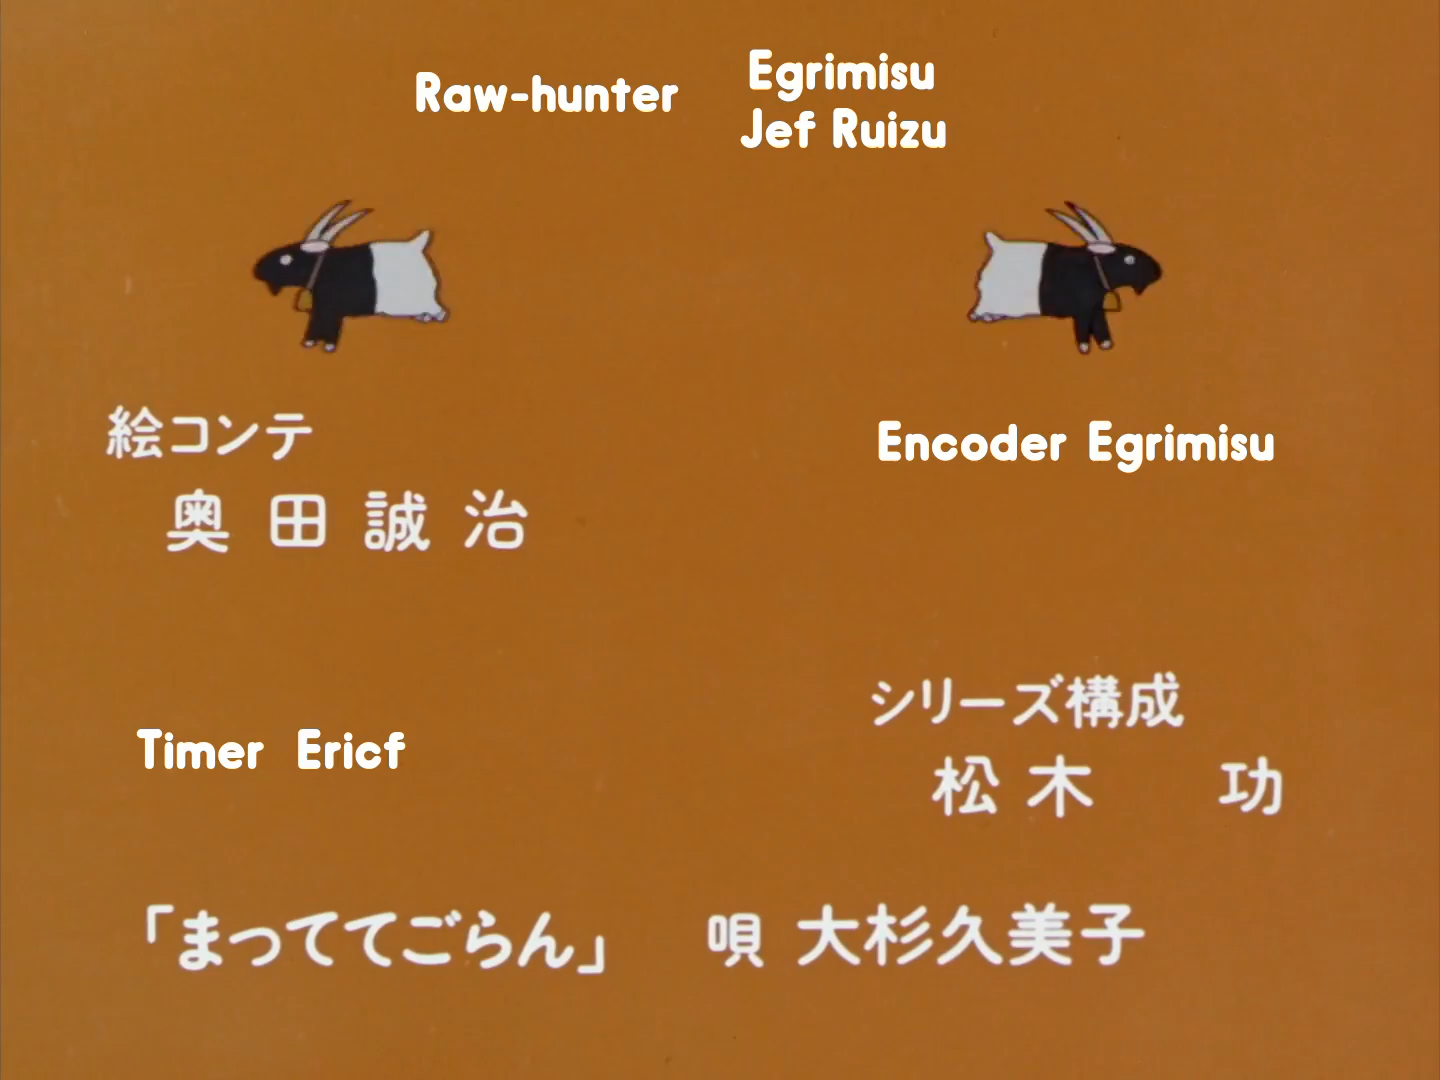 Raw-hunter
Egrimisu
Jef Ruizu
絵コンテ
奥田誠治
Encoder Egrimisu
シリーズ構成
松木 功
Timer Ericf
「まっててごらん」 唄 大杉久美子